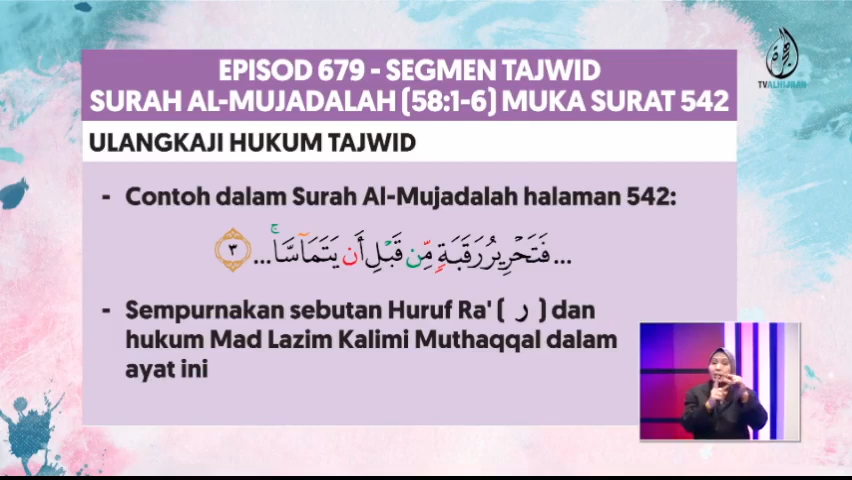 EPISOD 679 - SEGMEN TAJWID
SURAH AL-MUJADALAH (58:1-6) MUKA SURAT 542
TV ALHIJRAH
ULANGKAJI HUKUM TAJWID
- Contoh dalam Surah Al-Mujadalah halaman 542:
... فَتَحْرِيرُ رَقَبَةٍ مِّن قَبْلِ أَن يَتَمَآسَّاۚ ... ٣
- Sempurnakan sebutan Huruf Ra' ( ر ) dan
hukum Mad Lazim Kalimi Muthaqqal dalam
ayat ini